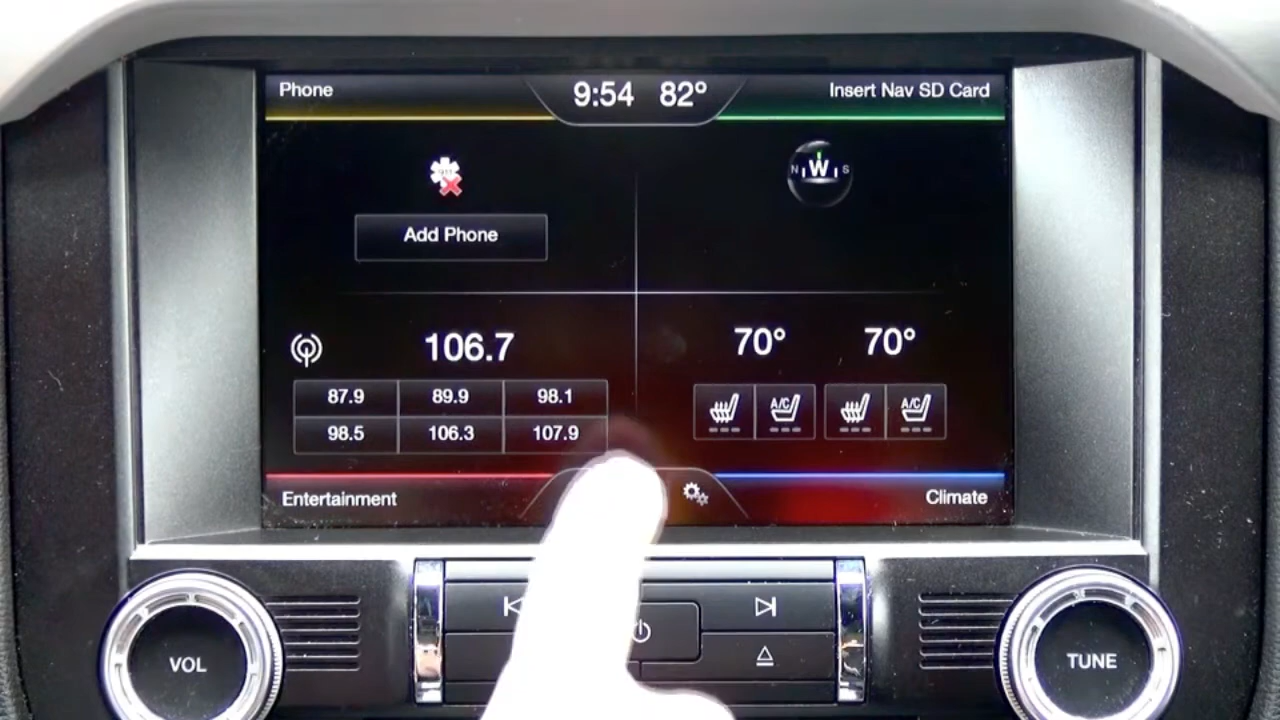 Phone 9:54 82° Insert Nav SD Card
911
N W S
Add Phone
106.7 70° 70°
87.9 89.9 98.1
A/C A/C
98.5 106.3 107.9
Entertainment Climate
VOL TUNE